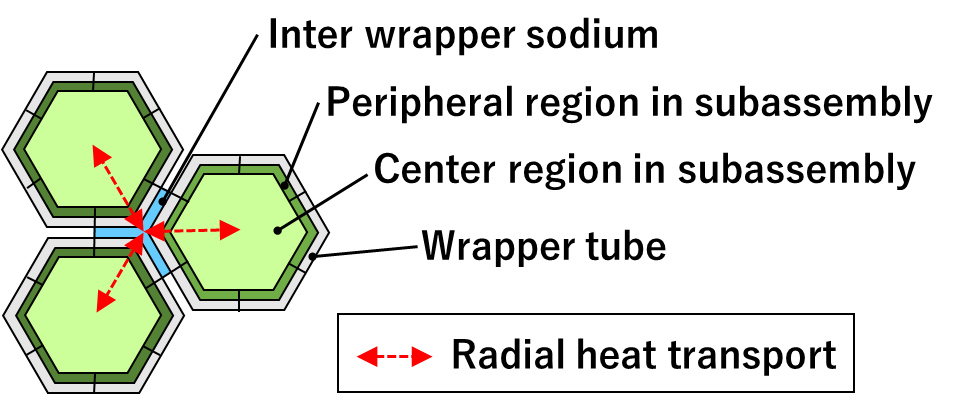 Inter wrapper sodium
Peripheral region in subassembly
Center region in subassembly
Wrapper tube
Radial heat transport